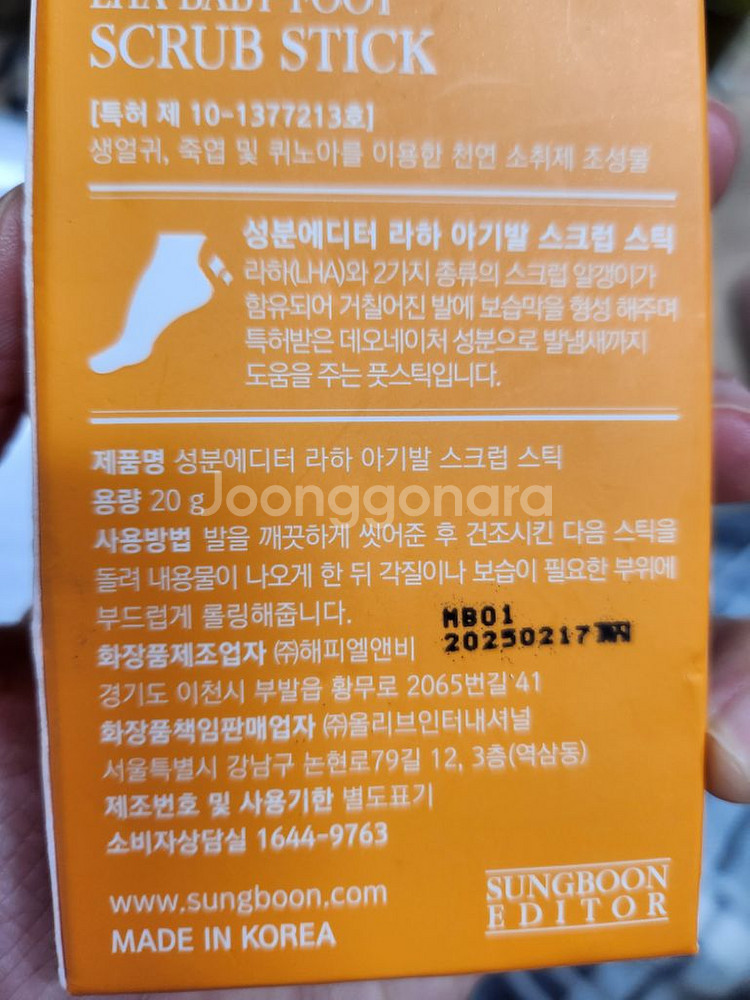 LHA BABY FOOT
SCRUB STICK
[특허 제 10-1377213호]
생얼귀, 죽엽 및 퀴노아를 이용한 천연 소취제 조성물
성분에디터 라하 아기발 스크럽 스틱
라하(LHA)와 2가지 종류의 스크럽 알갱이가
함유되어 거칠어진 발에 보습막을 형성 해주며
특허받은 데오네이처 성분으로 발냄새까지
도움을 주는 풋스틱입니다.
제품명 성분에디터 라하 아기발 스크럽 스틱
용량 20 g
Joonggonara
사용방법 발을 깨끗하게 씻어준 후 건조시킨 다음 스틱을
돌려 내용물이 나오게 한 뒤 각질이나 보습이 필요한 부위에
부드럽게 롤링해줍니다.
MB01
20250217까지
화장품제조업자 ㈜해피엘앤비
경기도 이천시 부발읍 황무로 2065번길 41
화장품책임판매업자 ㈜올리브인터내셔널
서울특별시 강남구 논현로79길 12, 3층(역삼동)
제조번호 및 사용기한 별도표기
소비자상담실 1644-9763
www.sungboon.com
MADE IN KOREA
SUNGBOON
EDITOR